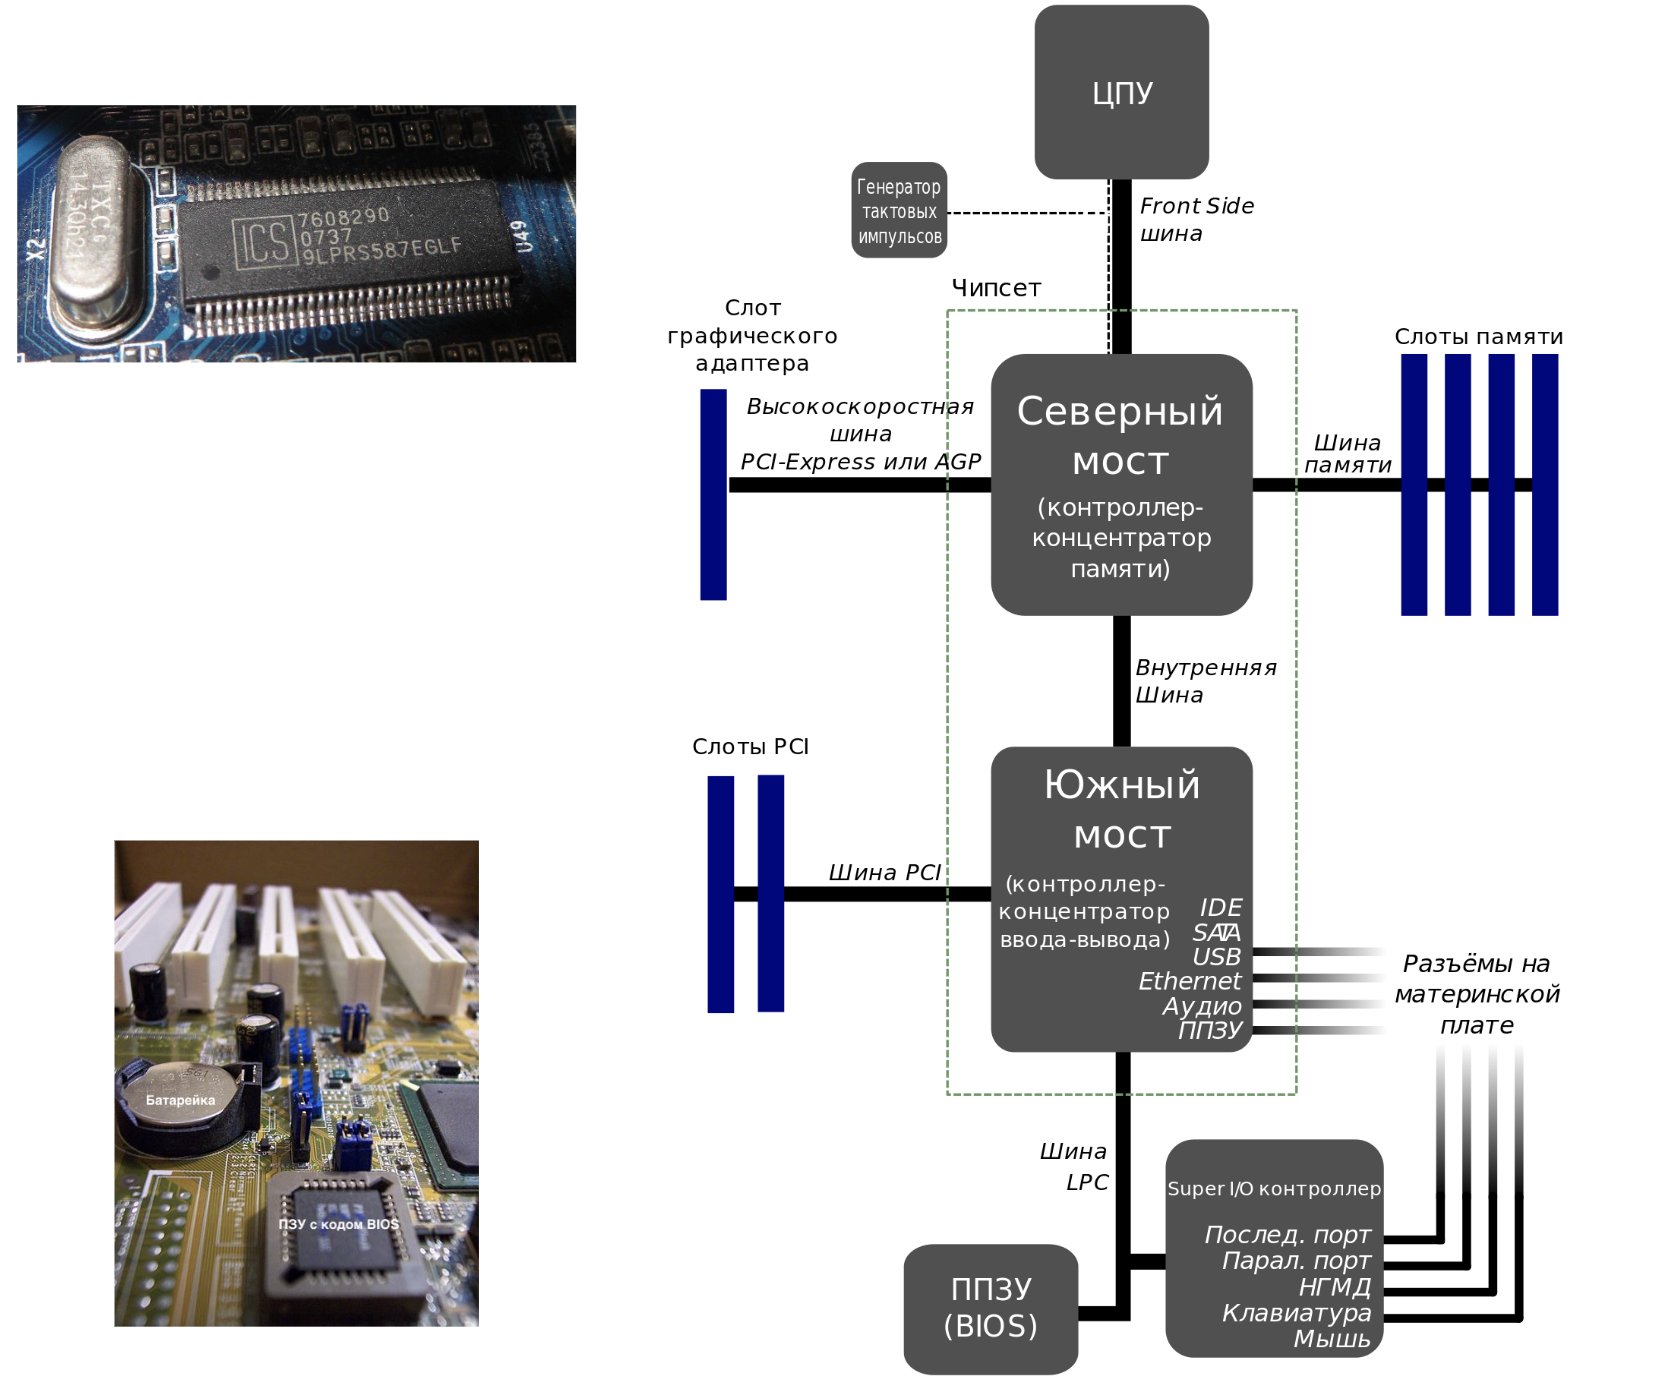 ЦПУ
Генератор
тактовых
импульсов
Front Side
шина
Чипсет
TXC
14.30h21
X2
ICS
7608290
0737
9LPRS587EGLF
U49
Слот
графического
адаптера
Высокоскоростная
шина
PCI-Express или AGP
Северный
мост
(контроллер-
концентратор
памяти)
Шина
памяти
Слоты памяти
Внутренняя
Шина
Слоты PCI
Шина PCI
Южный
мост
(контроллер-
концентратор
ввода-вывода)
IDE
SATA
USB
Ethernet
Аудио
ППЗУ
Разъёмы на
материнской
плате
Батарейка
ПЗУ с кодом BIOS
Шина
LPC
ППЗУ
(BIOS)
Super I/O контроллер
Послед. порт
Парал. порт
НГМД
Клавиатура
Мышь